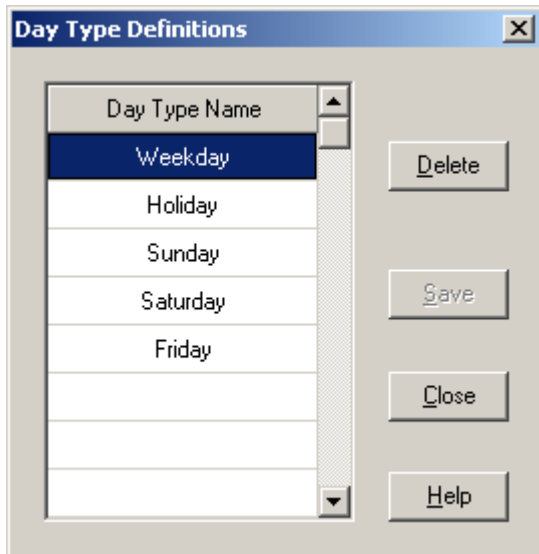 Day Type Definitions
Day Type Name
Weekday
Holiday
Sunday
Saturday
Friday
Delete
Save
Close
Help